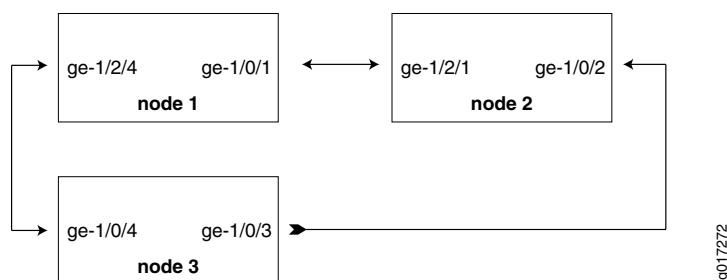 ge-1/2/4 ge-1/0/1
node 1
ge-1/2/1 ge-1/0/2
node 2
ge-1/0/4 ge-1/0/3
node 3
g017272